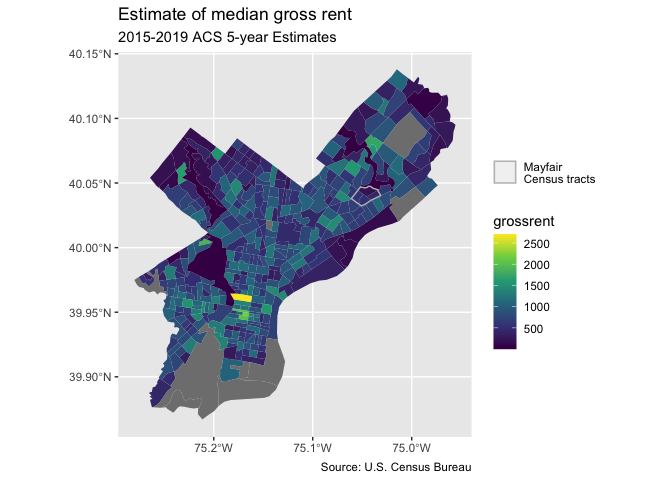 Estimate of median gross rent
2015-2019 ACS 5-year Estimates
40.15°N
40.10°N
40.05°N
40.00°N
39.95°N
39.90°N
75.2°W
75.1°W
75.0°W
Mayfair
Census tracts
grossrent
2500
2000
1500
1000
500
Source: U.S. Census Bureau